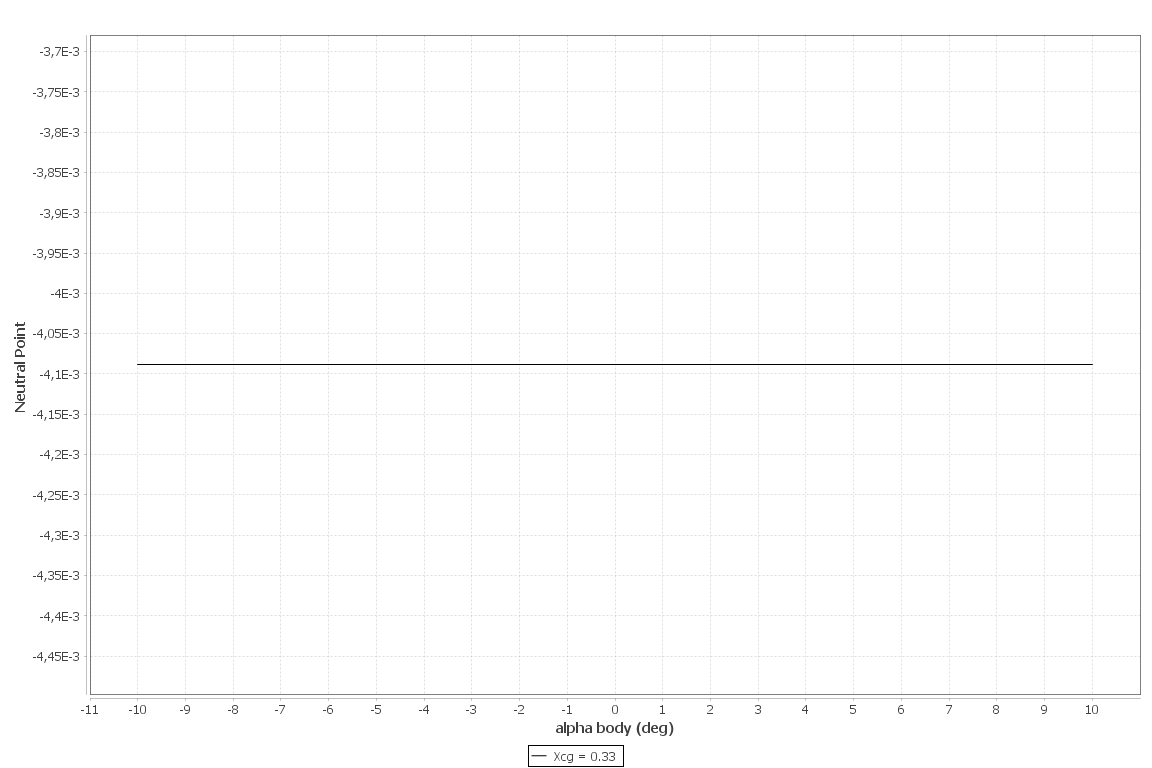 -3,7E-3
-3,75E-3
-3,8E-3
-3,85E-3
-3,9E-3
-3,95E-3
-4E-3
-4,05E-3
-4,1E-3
-4,15E-3
-4,2E-3
-4,25E-3
-4,3E-3
-4,35E-3
-4,4E-3
-4,45E-3
Neutral Point
-11 -10 -9 -8 -7 -6 -5 -4 -3 -2 -1 0 1 2 3 4 5 6 7 8 9 10
alpha body (deg)
Xcg = 0.33